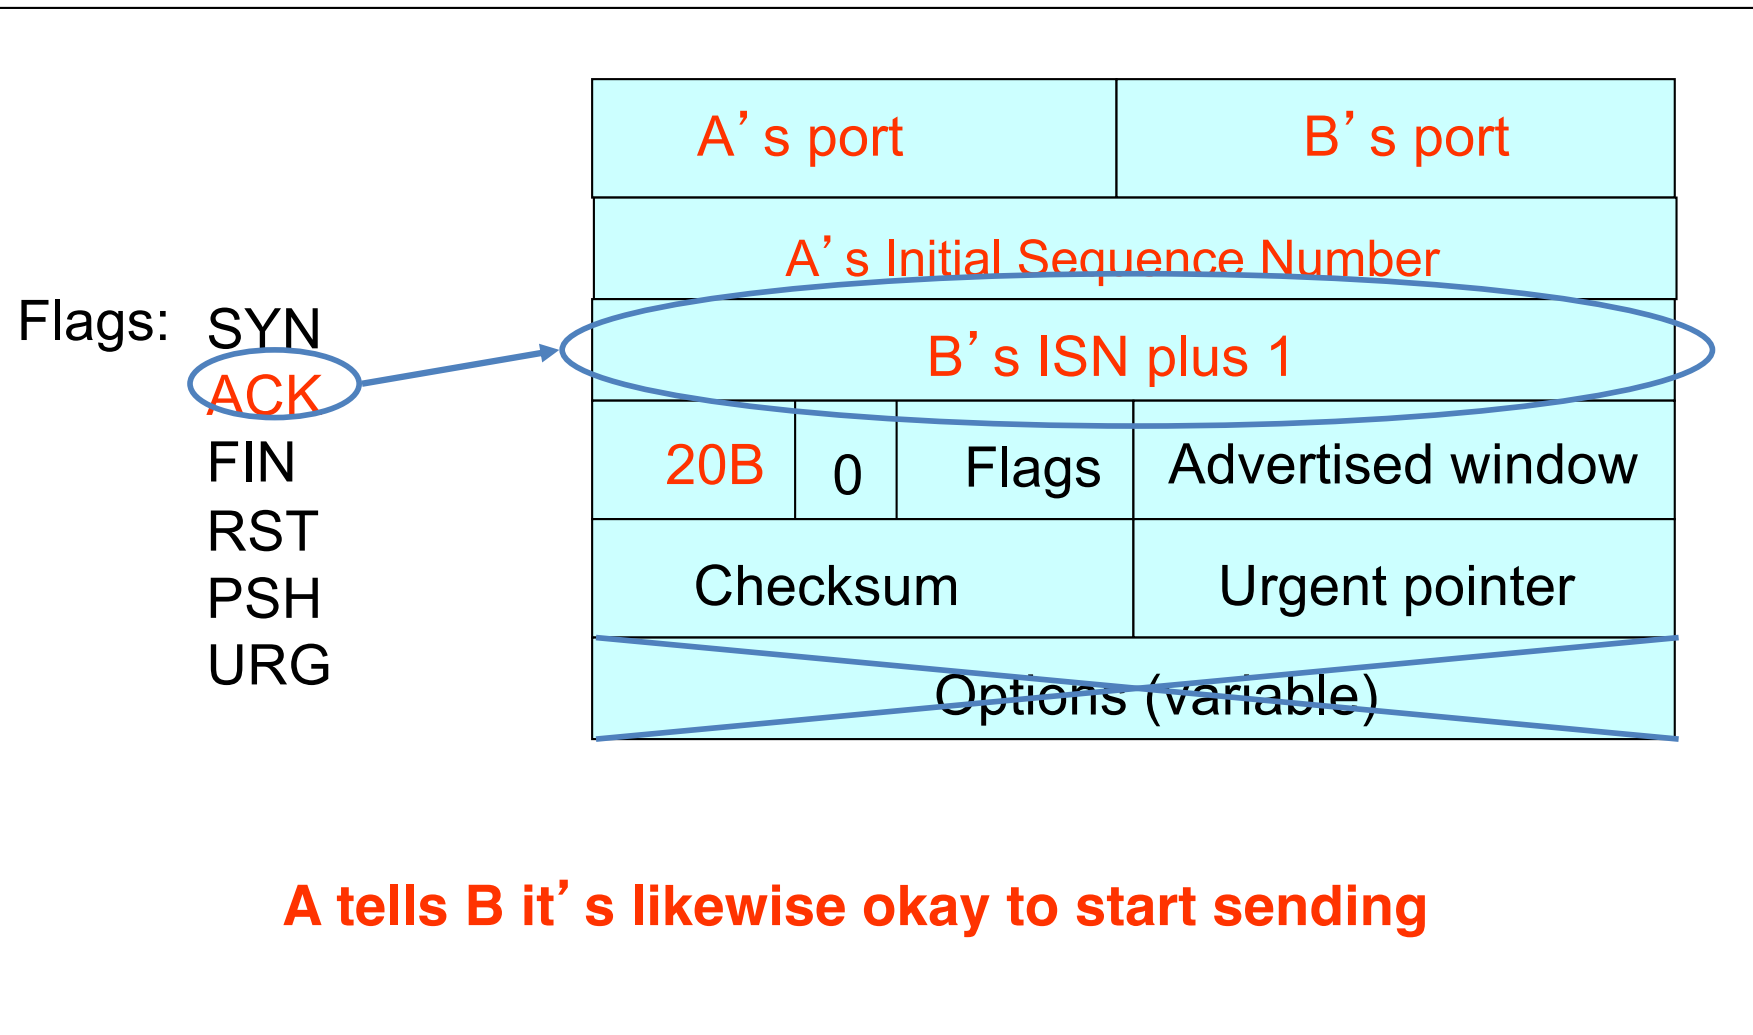 A’s port
B’s port
A’s Initial Sequence Number
Flags:
SYN
ACK
FIN
RST
PSH
URG
B’s ISN plus 1
20B
0
Flags
Advertised window
Checksum
Urgent pointer
Options (variable)
A tells B it’s likewise okay to start sending